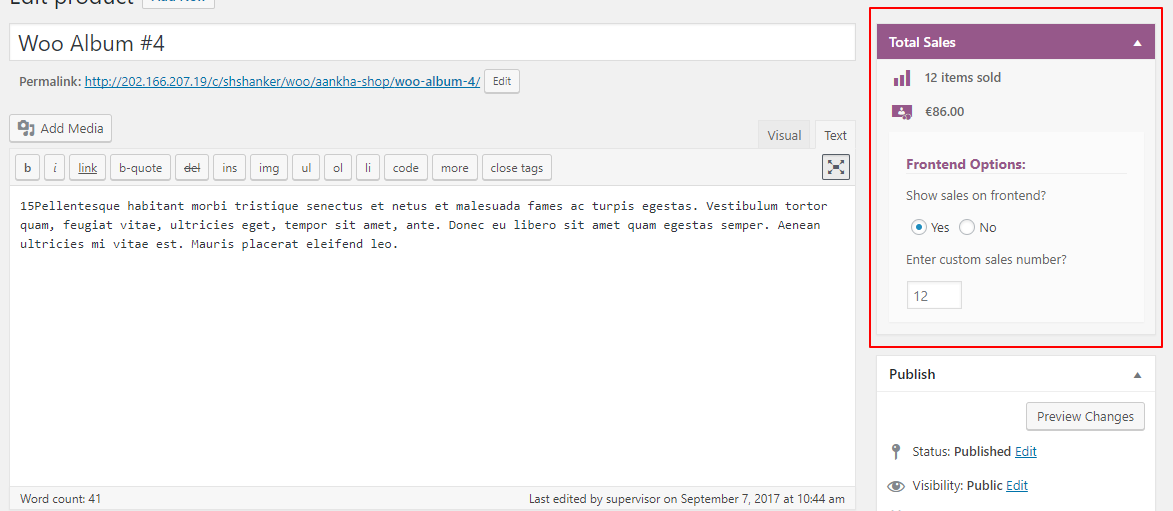 Edit product Add New
Woo Album #4
Permalink: http://202.166.207.19/c/shshanker/woo/aankha-shop/woo-album-4/ Edit
Add Media
Visual Text
b i link b-quote del ins img ul ol li code more close tags
15Pellentesque habitant morbi tristique senectus et netus et malesuada fames ac turpis egestas. Vestibulum tortor
quam, feugiat vitae, ultricies eget, tempor sit amet, ante. Donec eu libero sit amet quam egestas semper. Aenean
ultricies mi vitae est. Mauris placerat eleifend leo.
Word count: 41 Last edited by supervisor on September 7, 2017 at 10:44 am
Total Sales
12 items sold
€86.00
Frontend Options:
Show sales on frontend?
Yes No
Enter custom sales number?
12
Publish
Preview Changes
Status: Published Edit
Visibility: Public Edit